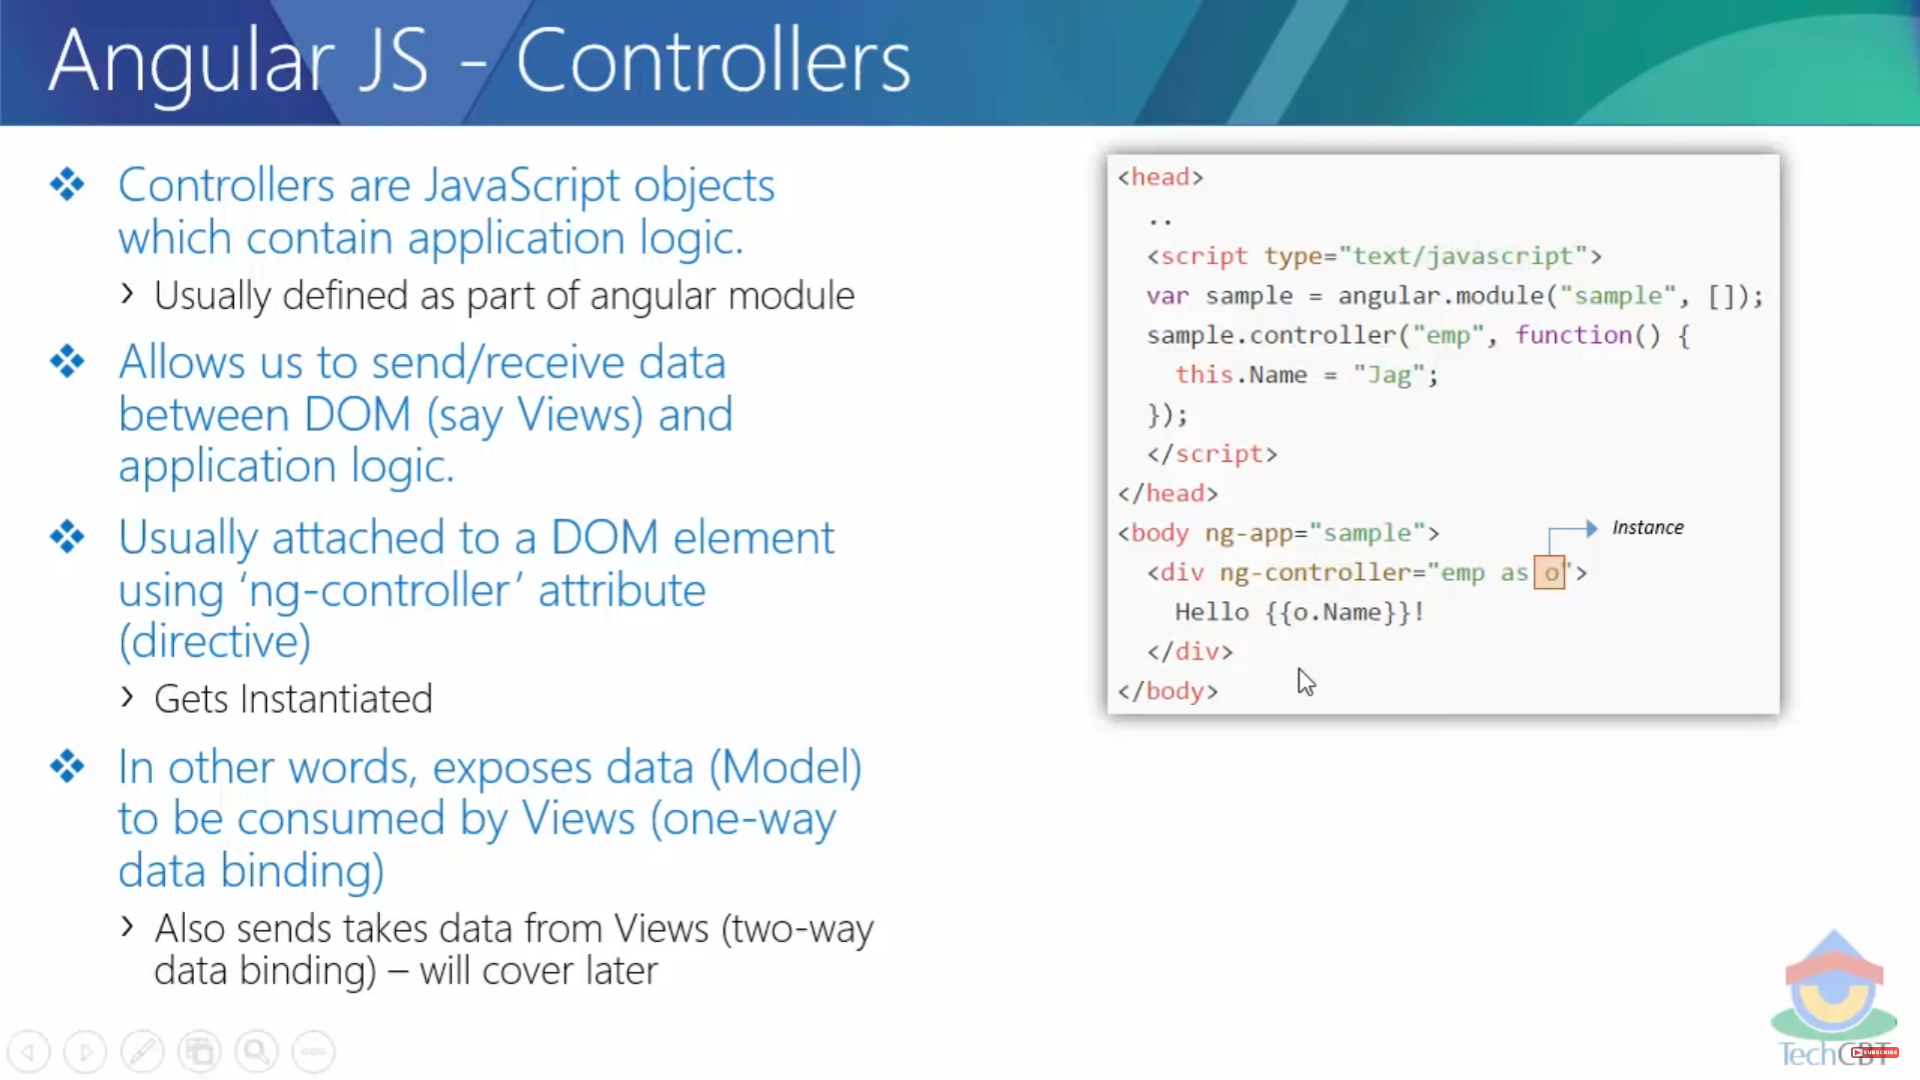 Angular JS - Controllers
Controllers are JavaScript objects
which contain application logic.
Usually defined as part of angular module
Allows us to send/receive data
between DOM (say Views) and
application logic.
Usually attached to a DOM element
using ‘ng-controller’ attribute
(directive)
Gets Instantiated
In other words, exposes data (Model)
to be consumed by Views (one-way
data binding)
Also sends takes data from Views (two-way
data binding) – will cover later
<head>
..
<script type="text/javascript">
var sample = angular.module("sample", []);
sample.controller("emp", function() {
this.Name = "Jag";
});
</script>
</head>
<body ng-app="sample">
Instance
<div ng-controller="emp as o">
Hello {{o.Name}}!
</div>
</body>
TechCBT
SUBSCRIBE